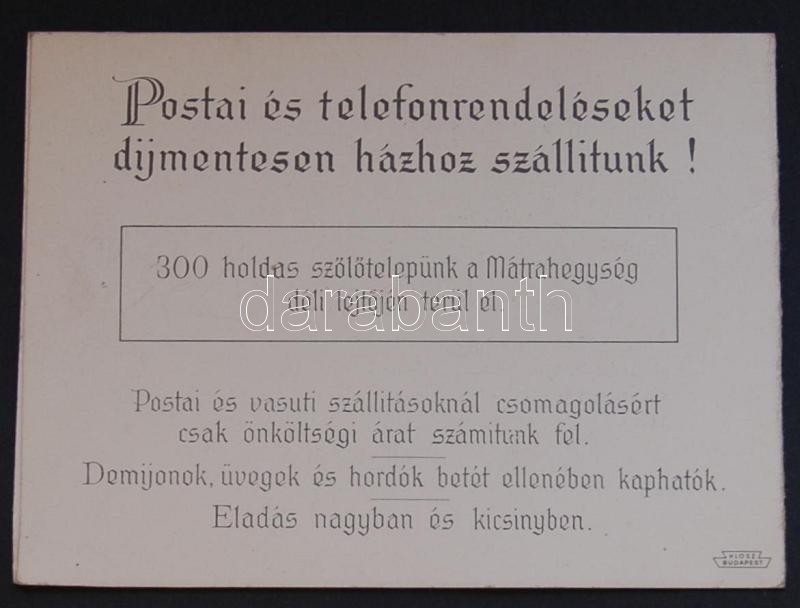 Postai és telefonrendeléseket
dijmentesen házhoz szállitunk !
300 holdas szőlőtelepünk a Mátrahegység
déli lejtőjén terül el.
darabanth
Postai és vasuti szállitásoknál csomagolásért
csak önköltségi árat számitunk fel.
Demijonok, üvegek és hordók betét ellenében kaphatók.
Eladás nagyban és kicsinyben.
KLÖSZ
BUDAPEST